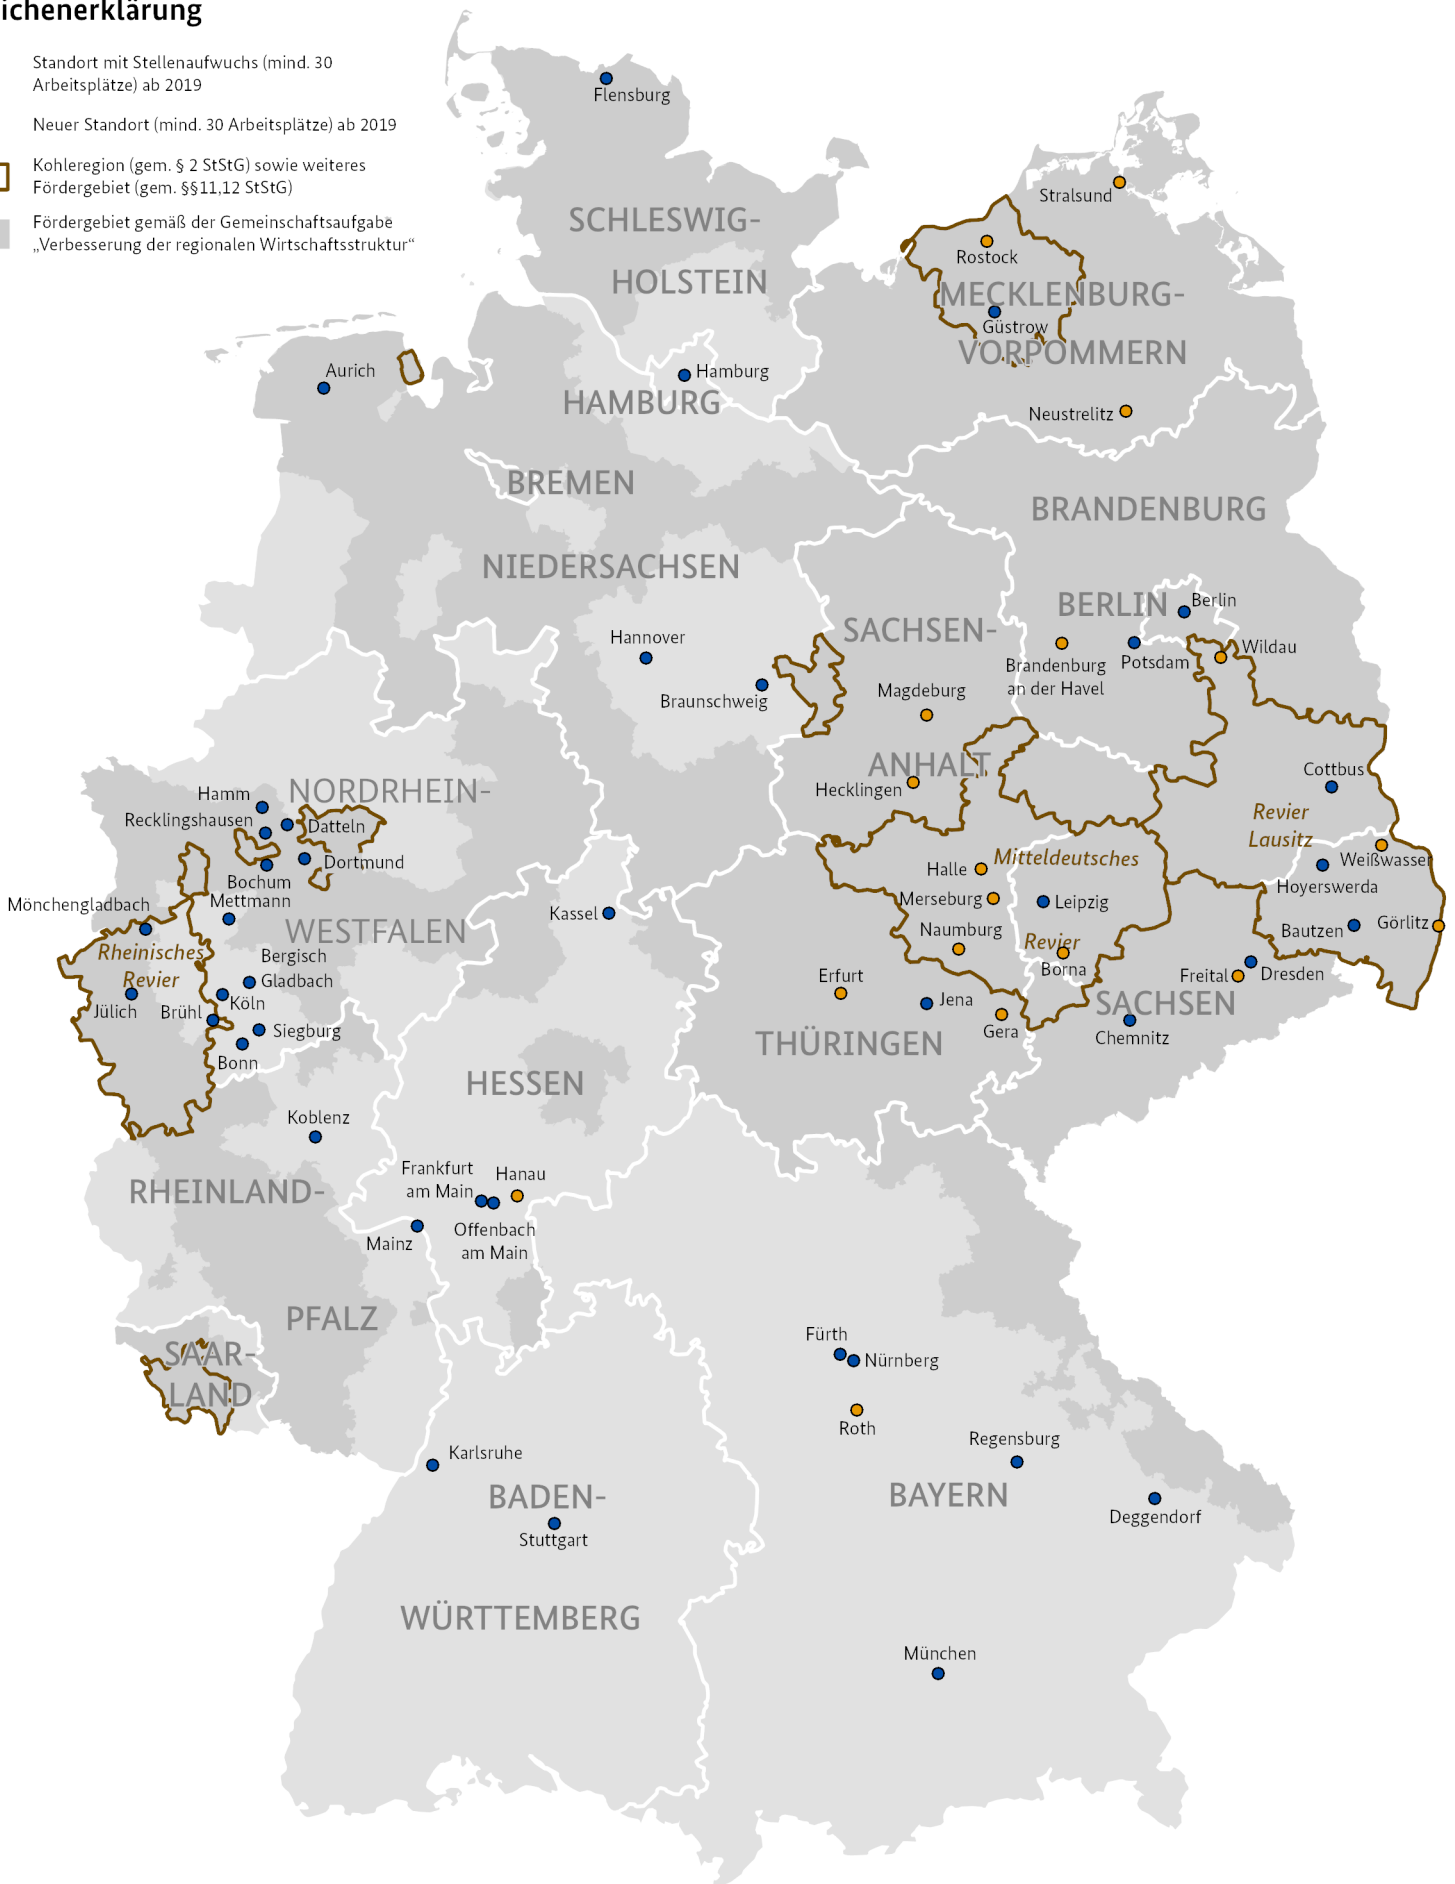 ichenerklärung
Standort mit Stellenaufwuchs (mind. 30
Arbeitsplätze) ab 2019
Neuer Standort (mind. 30 Arbeitsplätze) ab 2019
Kohleregion (gem. § 2 StStG) sowie weiteres
Fördergebiet (gem. §§11,12 StStG)
Fördergebiet gemäß der Gemeinschaftsaufgabe
„Verbesserung der regionalen Wirtschaftsstruktur“
Flensburg
SCHLESWIG-
HOLSTEIN
Stralsund
Rostock
MECKLENBURG-
Güstrow
VORPOMMERN
Neustrelitz
Aurich
Hamburg
HAMBURG
BREMEN
NIEDERSACHSEN
Hannover
Braunschweig
BRANDENBURG
BERLIN
Berlin
Brandenburg
an der Havel
Potsdam
Wildau
SACHSEN-
Magdeburg
ANHALT
Hecklingen
Cottbus
Revier
Lausitz
Weißwasser
Hoyerswerda
Bautzen
Görlitz
NORDRHEIN-
Hamm
Recklingshausen
Datteln
Dortmund
Bochum
Mettmann
Mönchengladbach
WESTFALEN
Rheinisches
Revier
Bergisch
Gladbach
Jülich
Brühl
Köln
Siegburg
Bonn
Kassel
Halle
Mitteldeutsches
Merseburg
Leipzig
Naumburg
Revier
Borna
Erfurt
Jena
Gera
THÜRINGEN
Freital
Dresden
SACHSEN
Chemnitz
HESSEN
Koblenz
Frankfurt
am Main
Hanau
Offenbach
am Main
Mainz
RHEINLAND-
PFALZ
SAAR-
LAND
Fürth
Nürnberg
Roth
Regensburg
Karlsruhe
BADEN-
Stuttgart
WÜRTTEMBERG
BAYERN
Deggendorf
München